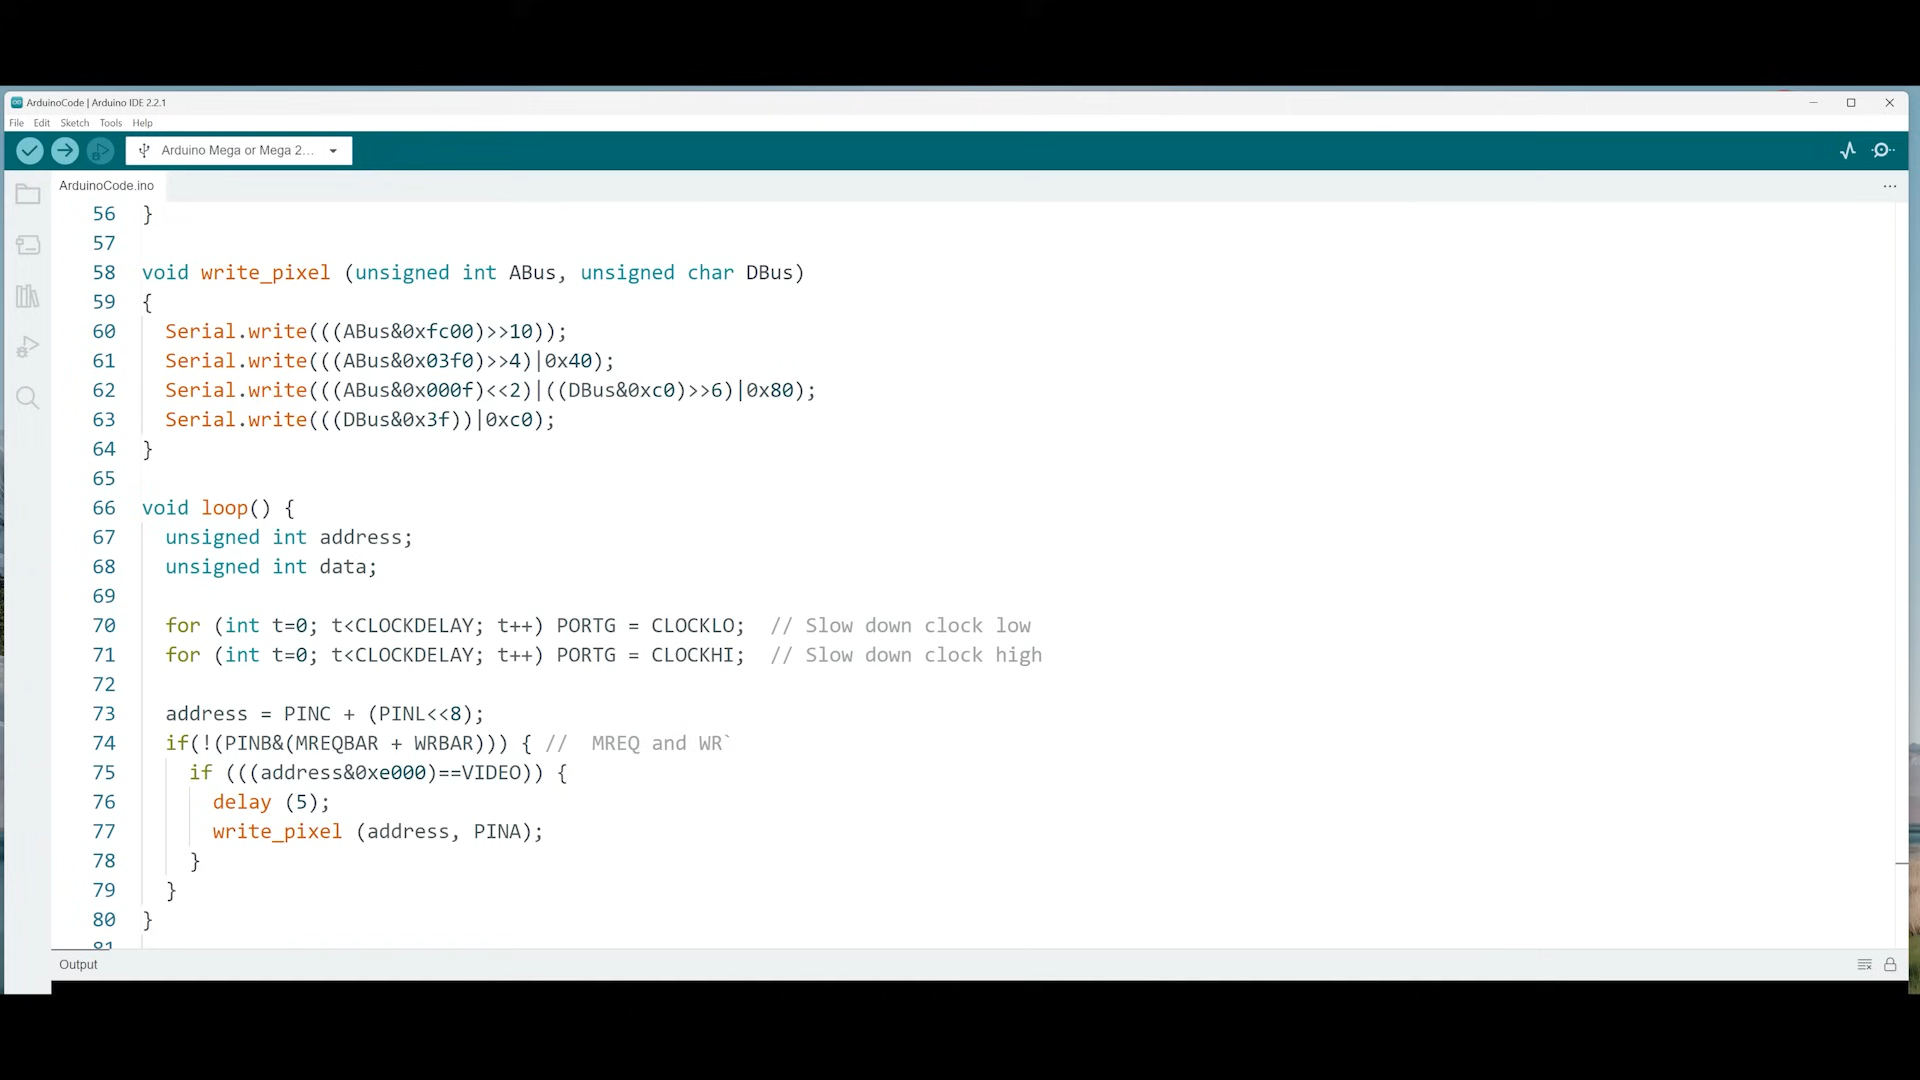 ArduinoCode | Arduino IDE 2.2.1
File Edit Sketch Tools Help
Arduino Mega or Mega 2...
ArduinoCode.ino
56 }
57
58 void write_pixel (unsigned int ABus, unsigned char DBus)
59 {
60 Serial.write(((ABus&0xfc00)>>10));
61 Serial.write(((ABus&0x03f0)>>4)|0x40);
62 Serial.write(((ABus&0x000f)<<2)|((DBus&0xc0)>>6)|0x80);
63 Serial.write(((DBus&0x3f))|0xc0);
64 }
65
66 void loop() {
67 unsigned int address;
68 unsigned int data;
69
70 for (int t=0; t<CLOCKDELAY; t++) PORTG = CLOCKLO; // Slow down clock low
71 for (int t=0; t<CLOCKDELAY; t++) PORTG = CLOCKHI; // Slow down clock high
72
73 address = PINC + (PINL<<8);
74 if(!(PINB&(MREQBAR + WRBAR))) { // MREQ and WR`
75 if (((address&0xe000)==VIDEO)) {
76 delay (5);
77 write_pixel (address, PINA);
78 }
79 }
80 }
81
Output